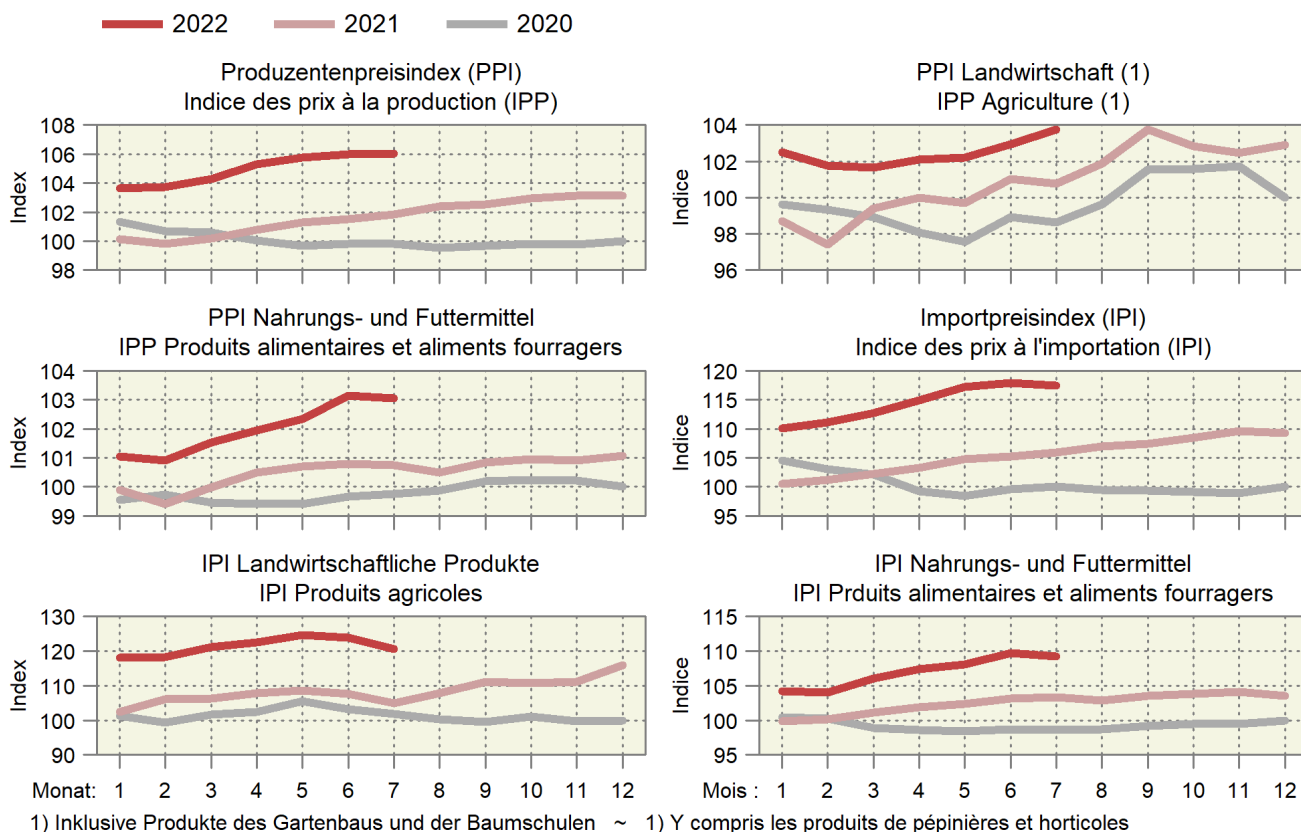 2022 2021 2020
Produzentenpreisindex (PPI)
Indice des prix à la production (IPP)
Index
108
106
104
102
100
98
PPI Landwirtschaft (1)
IPP Agriculture (1)
Indice
104
102
100
98
96
PPI Nahrungs- und Futtermittel
IPP Produits alimentaires et aliments fourragers
Index
104
103
102
101
100
99
Importpreisindex (IPI)
Indice des prix à l'importation (IPI)
Indice
120
115
110
105
100
95
IPI Landwirtschaftliche Produkte
IPI Produits agricoles
Index
130
120
110
100
90
Monat: 1 2 3 4 5 6 7 8 9 10 11 12
IPI Nahrungs- und Futtermittel
IPI Prduits alimentaires et aliments fourragers
Indice
115
110
105
100
95
Mois : 1 2 3 4 5 6 7 8 9 10 11 12
1) Inklusive Produkte des Gartenbaus und der Baumschulen ~ 1) Y compris les produits de pépinières et horticoles